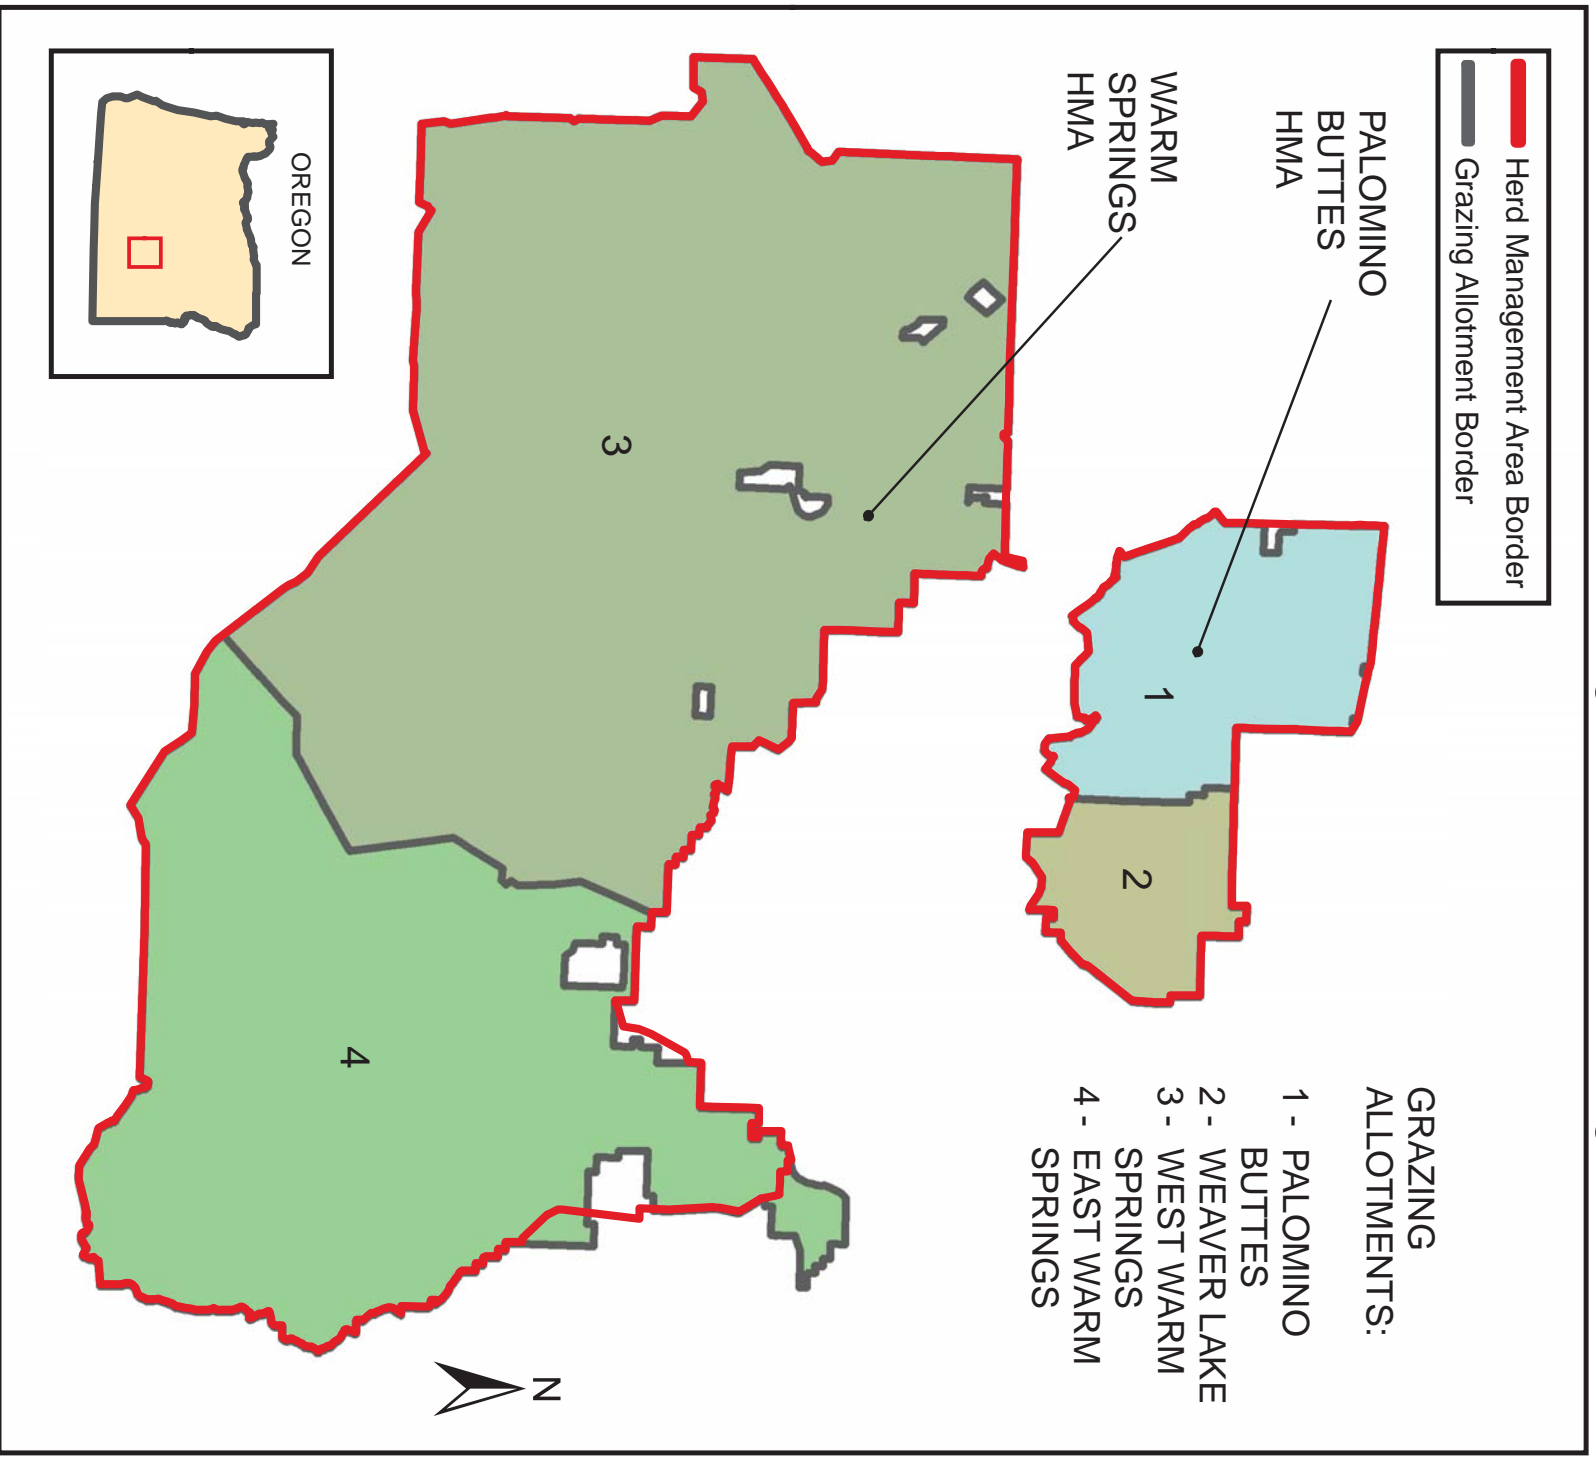 Herd Management Area Border
Grazing Allotment Border
PALOMINO
BUTTES
HMA
WARM
SPRINGS
HMA
GRAZING
ALLOTMENTS:
1 - PALOMINO
BUTTES
2 - WEAVER LAKE
3 - WEST WARM
SPRINGS
4 - EAST WARM
SPRINGS
1
2
3
4
OREGON
N